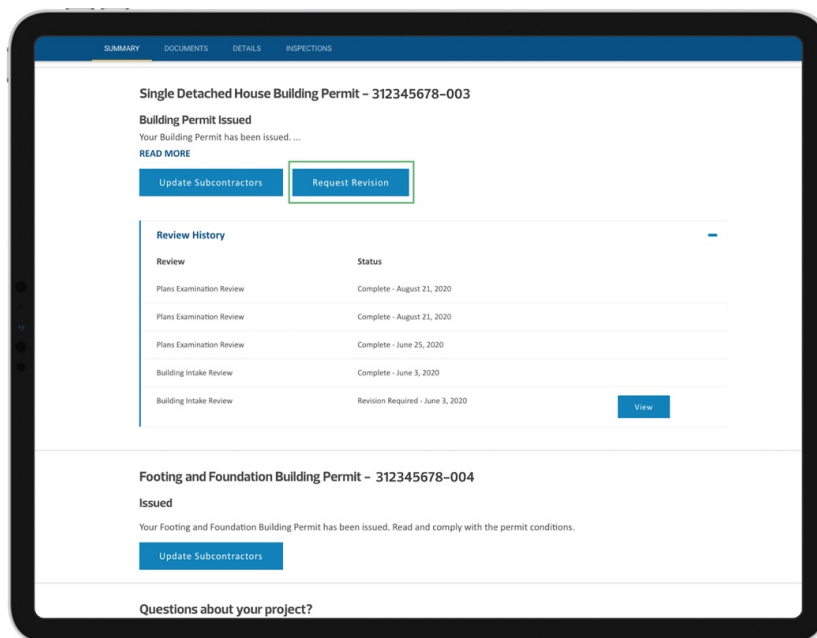 SUMMARY DOCUMENTS DETAILS INSPECTIONS
Single Detached House Building Permit – 312345678-003
Building Permit Issued
Your Building Permit has been issued. ...
READ MORE
Update Subcontractors Request Revision
Review History
Review Status
Plans Examination Review Complete - August 21, 2020
Plans Examination Review Complete - August 21, 2020
Plans Examination Review Complete - June 25, 2020
Building Intake Review Complete - June 3, 2020
Building Intake Review Revision Required - June 3, 2020 View
Footing and Foundation Building Permit – 312345678-004
Issued
Your Footing and Foundation Building Permit has been issued. Read and comply with the permit conditions.
Update Subcontractors
Questions about your project?